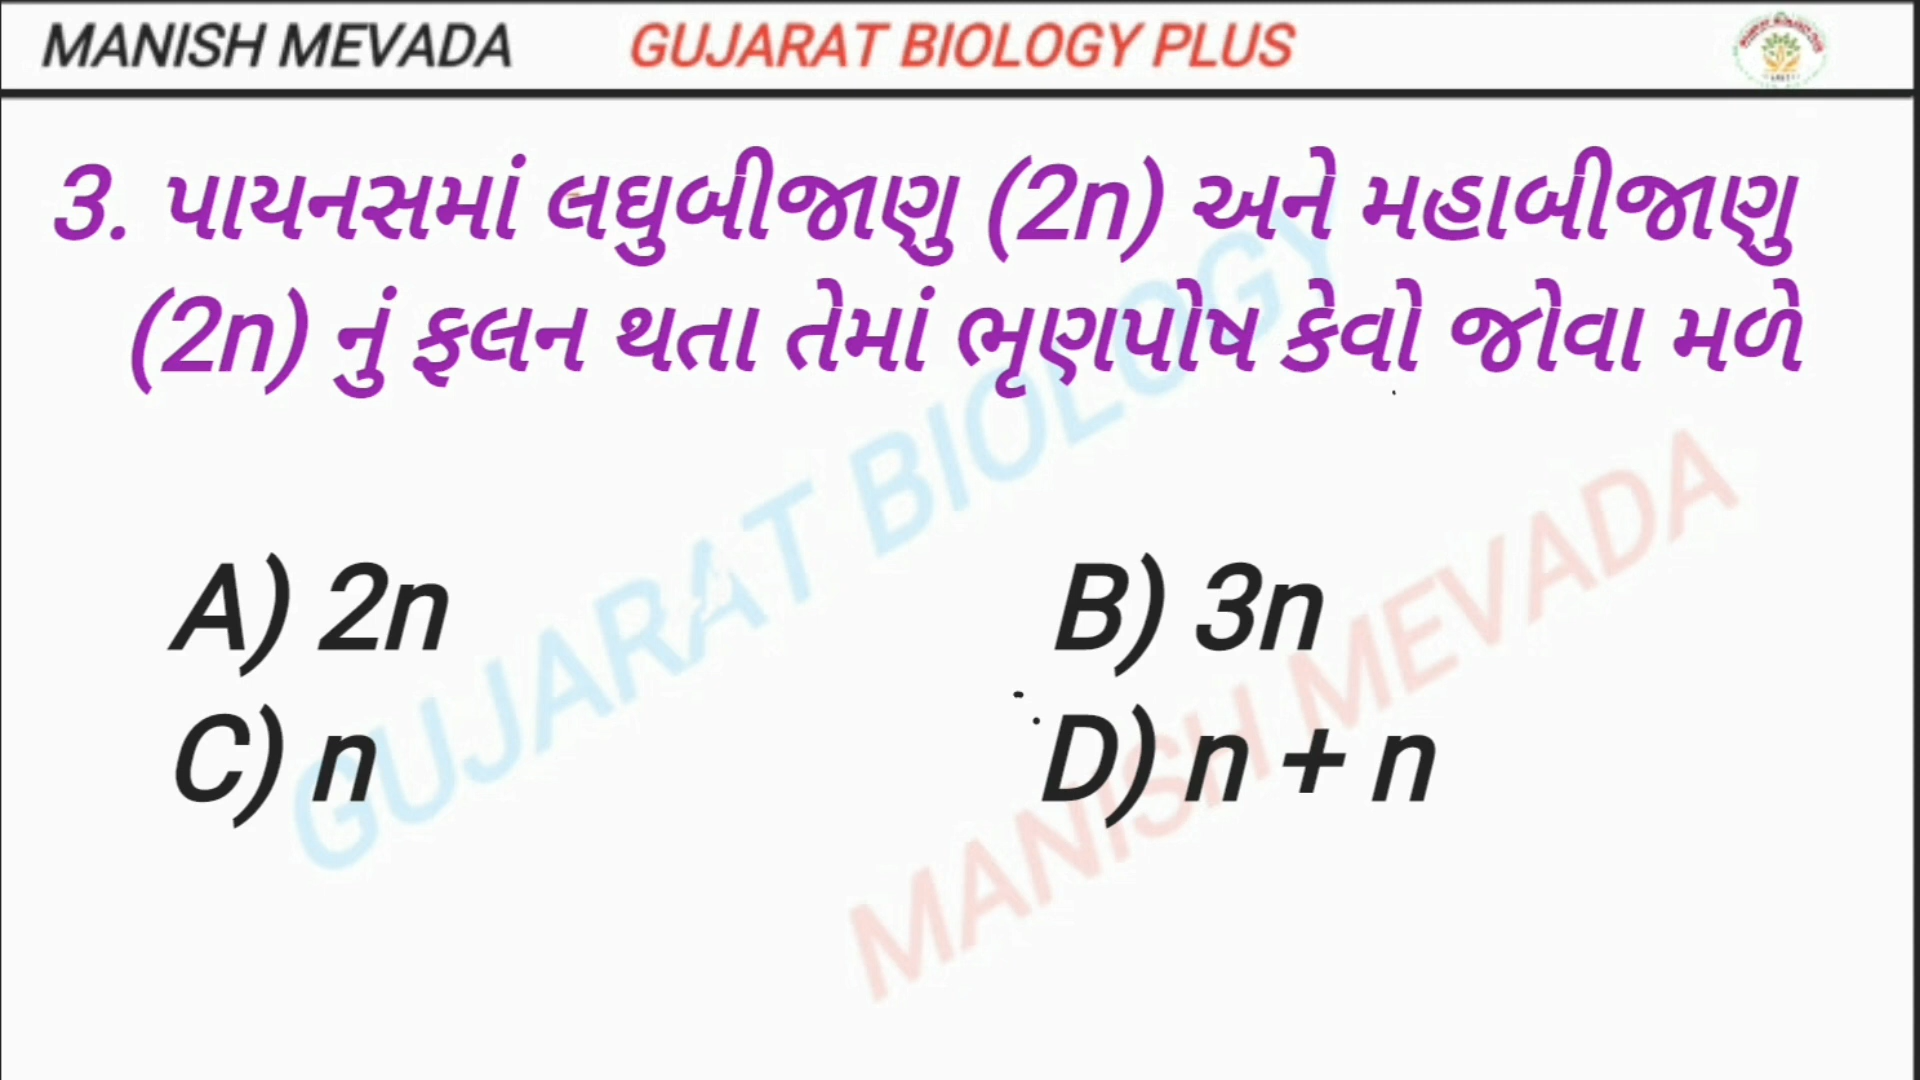 MANISH MEVADA GUJARAT BIOLOGY PLUS
3. પાયનસમાં લઘુબીજાણુ (2n) અને મહાબીજાણુ
(2n) નું ફલન થતા તેમાં ભૃણપોષ કેવો જોવા મળે
A) 2n B) 3n
C) n D) n + n
GUJARAT BIOLOGY
MANISH MEVADA